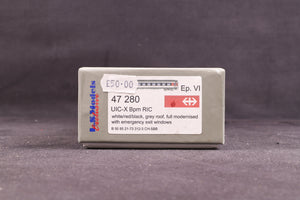 £50-00
Ep. VI
L.S.Models
47 280
UIC-X Bpm RIC
white/red/black, grey roof, full modernised
with emergency exit windows